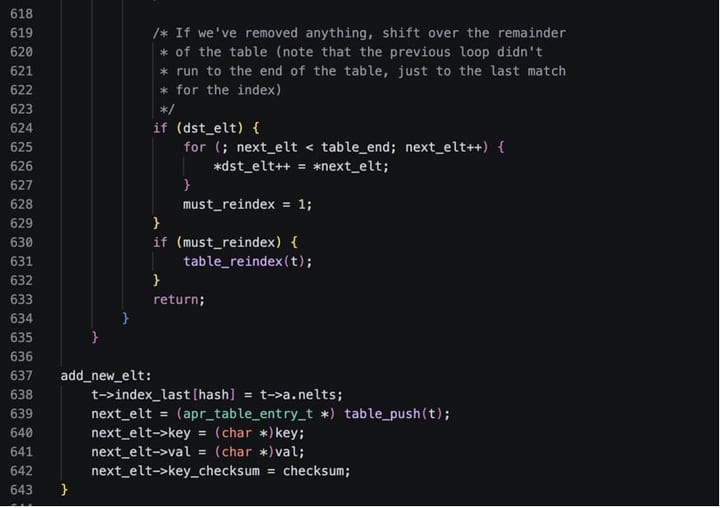 618
619 /* If we've removed anything, shift over the remainder
620 * of the table (note that the previous loop didn't
621 * run to the end of the table, just to the last match
622 * for the index)
623 */
624 if (dst_elt) {
625 for (; next_elt < table_end; next_elt++) {
626 *dst_elt++ = *next_elt;
627 }
628 must_reindex = 1;
629 }
630 if (must_reindex) {
631 table_reindex(t);
632 }
633 return;
634 }
635 }
636
637 add_new_elt:
638 t->index_last[hash] = t->a.nelts;
639 next_elt = (apr_table_entry_t *) table_push(t);
640 next_elt->key = (char *)key;
641 next_elt->val = (char *)val;
642 next_elt->key_checksum = checksum;
643 }